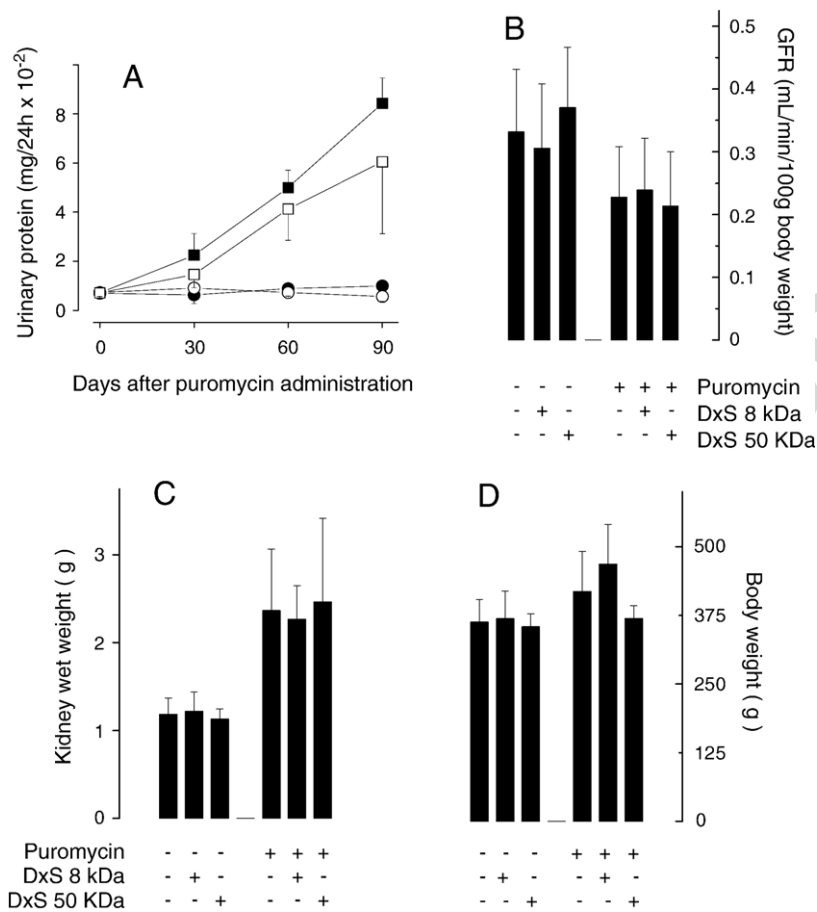 A
Urinary protein (mg/24h x 10-2)
8
6
4
2
0
0 30 60 90
Days after puromycin administration
B
GFR (mL/min/100g body weight)
0.5
0.4
0.3
0.2
0.1
0
- - - + + + Puromycin
- + - - + - DxS 8 kDa
- - + - - + DxS 50 KDa
C
Kidney wet weight ( g )
3
2
1
0
Puromycin - - - + + +
DxS 8 kDa - + - - + -
DxS 50 KDa - - + - - +
D
Body weight ( g )
500
375
250
125
0
- - - + + +
- + - - + -
- - + - - +